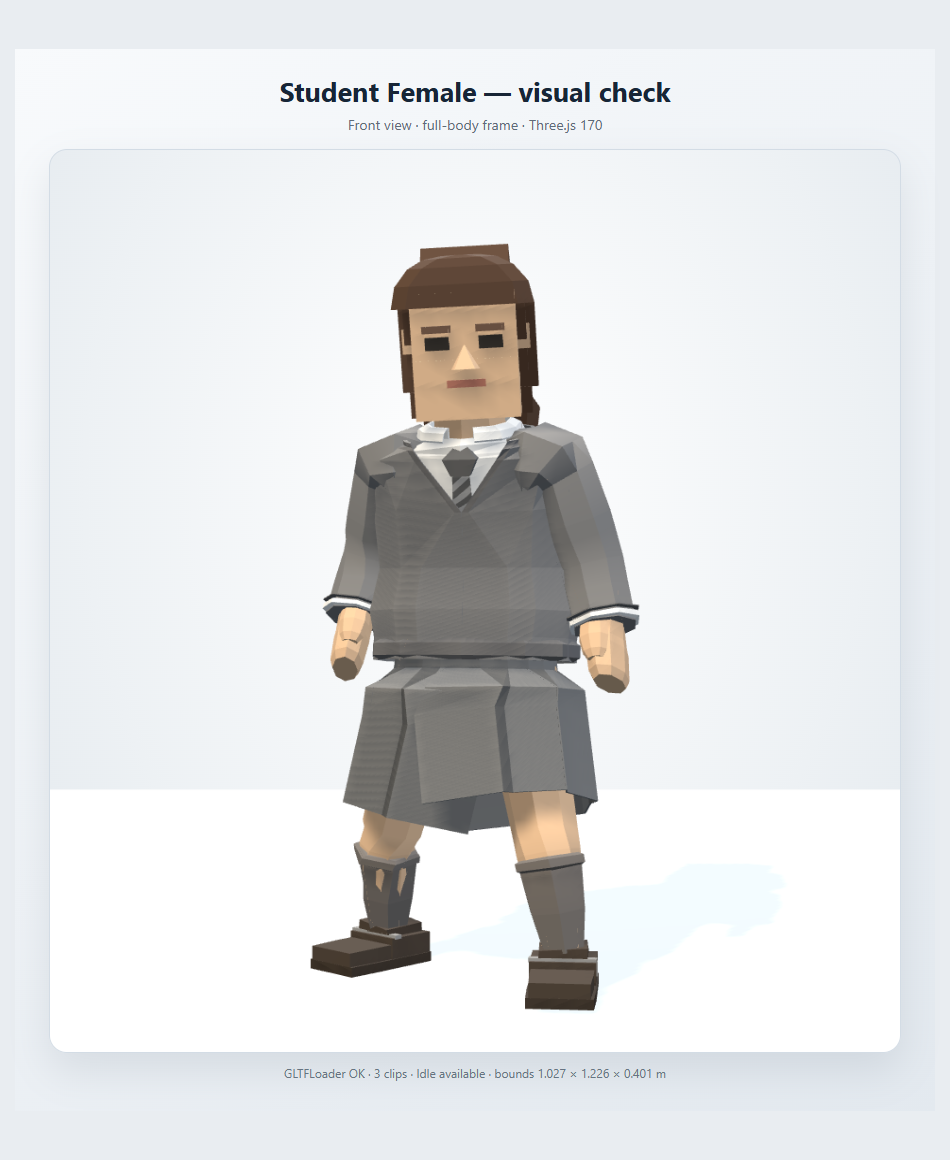 Student Female — visual check
Front view · full-body frame · Three.js 170
GLTFLoader OK · 3 clips · Idle available · bounds 1.027 × 1.226 × 0.401 m